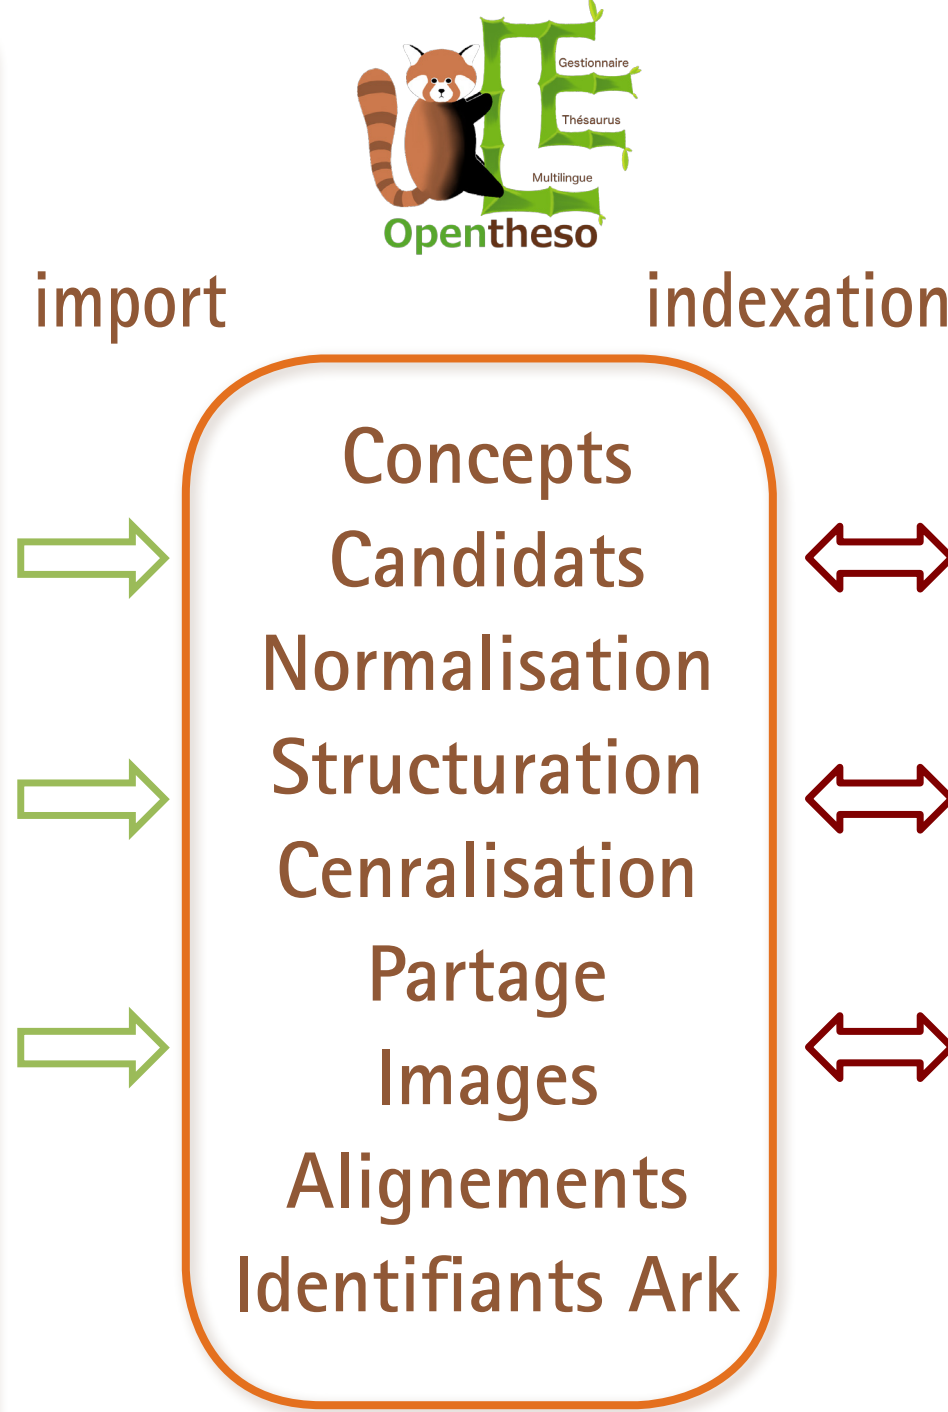 Gestionnaire
Thésaurus
Multilingue
Opentheso
import
indexation
Concepts
Candidats
Normalisation
Structuration
Cenralisation
Partage
Images
Alignements
Identifiants Ark